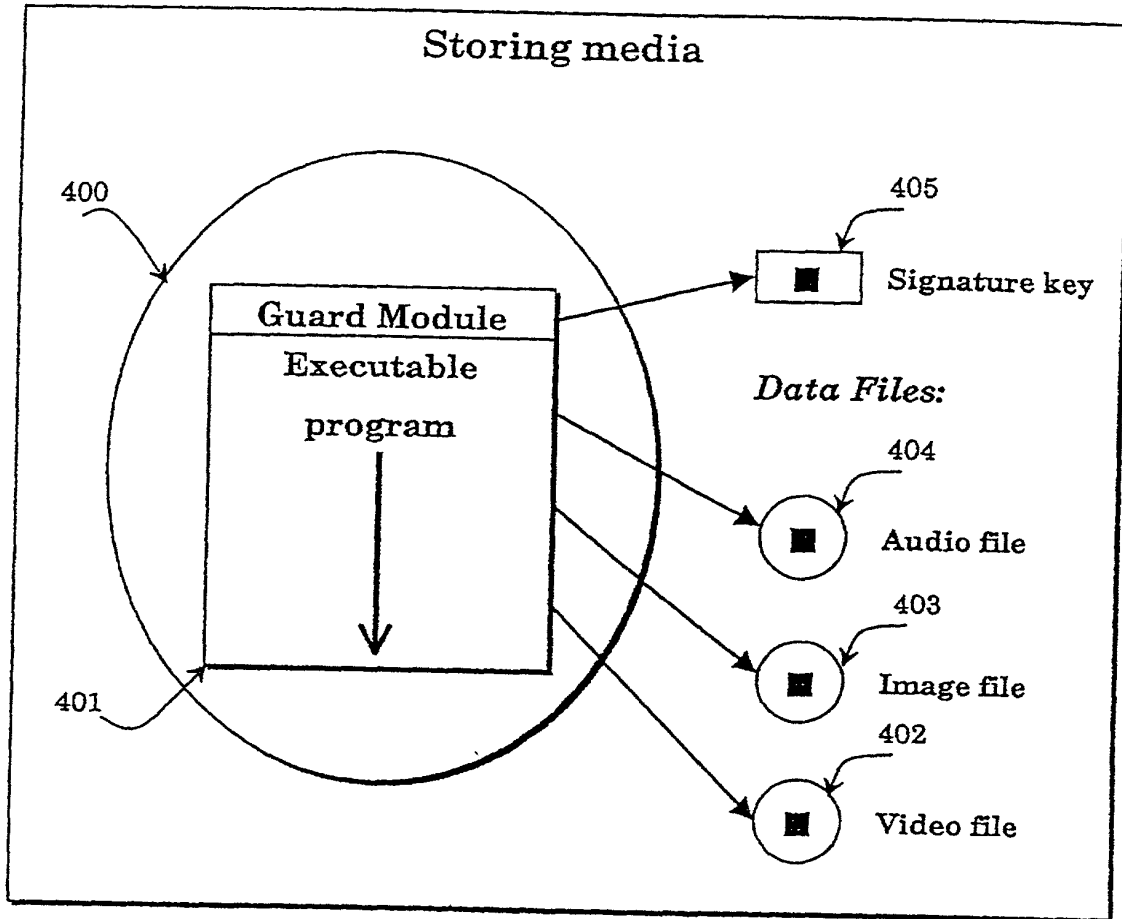 Storing media
400
405
Signature key
Guard Module
Executable
program
Data Files:
404
Audio file
403
Image file
401
402
Video file